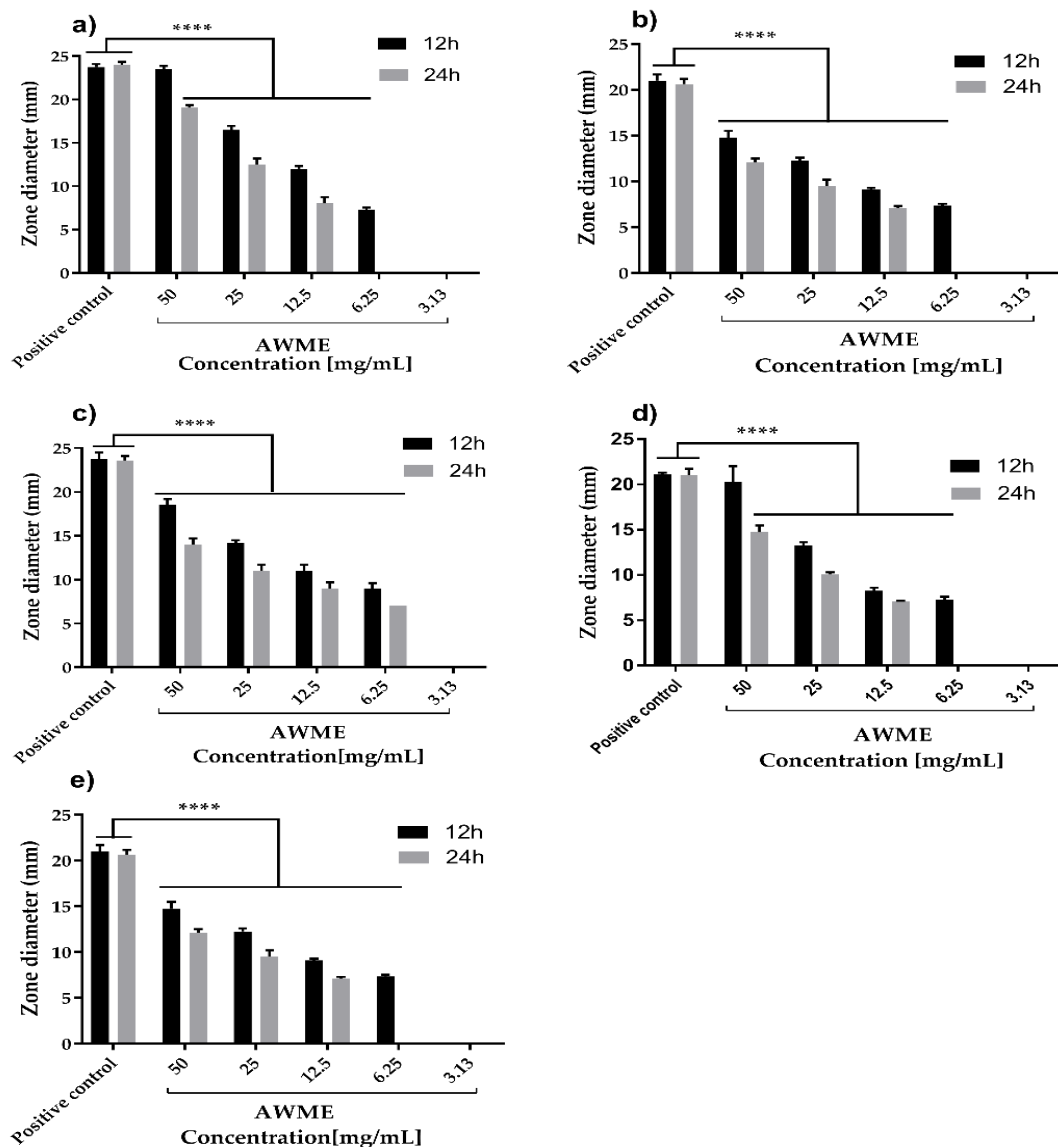 a)
****
12h
24h
25
20
15
10
5
0
Zone diameter (mm)
Positive control
50
25
12.5
6.25
3.13
AWME
Concentration [mg/mL]
b)
****
12h
24h
25
20
15
10
5
0
Zone diameter (mm)
Positive control
50
25
12.5
6.25
3.13
AWME
Concentration [mg/mL]
c)
****
12h
24h
25
20
15
10
5
0
Zone diameter (mm)
Positive control
50
25
12.5
6.25
3.13
AWME
Concentration[mg/mL]
d)
****
12h
24h
25
20
15
10
5
0
Zone diameter (mm)
Positive control
50
25
12.5
6.25
3.13
AWME
Concentration [mg/mL]
e)
****
12h
24h
25
20
15
10
5
0
Zone diameter (mm)
Positive control
50
25
12.5
6.25
3.13
AWME
Concentration[mg/mL]